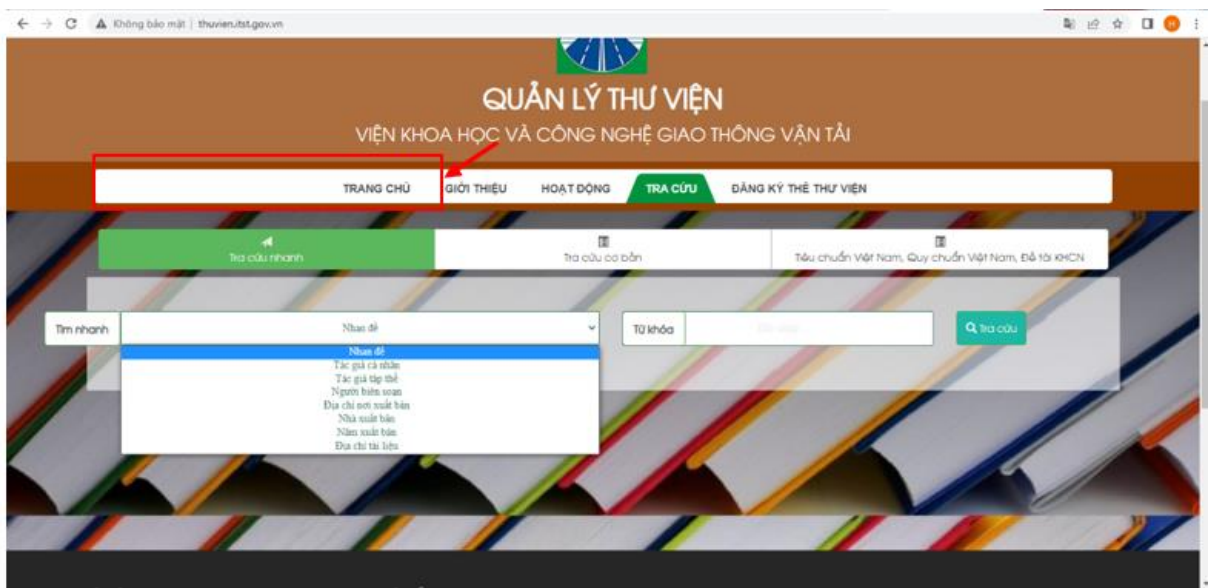 Không bảo mật | thuvien.itst.gov.vn
QUẢN LÝ THƯ VIỆN
VIỆN KHOA HỌC VÀ CÔNG NGHỆ GIAO THÔNG VẬN TẢI
TRANG CHỦ GIỚI THIỆU HOẠT ĐỘNG TRA CỨU ĐĂNG KÝ THẺ THƯ VIỆN
Tra cứu nhanh Tra cứu cơ bản Tiêu chuẩn Việt Nam, Quy chuẩn Việt Nam, Đề tài KHCN
Tìm nhanh Nhan đề Từ khóa Tra cứu
Nhan đề
Tác giả cá nhân
Tác giả tập thể
Người biên soạn
Địa chỉ nơi xuất bản
Nhà xuất bản
Năm xuất bản
Địa chỉ tài liệu